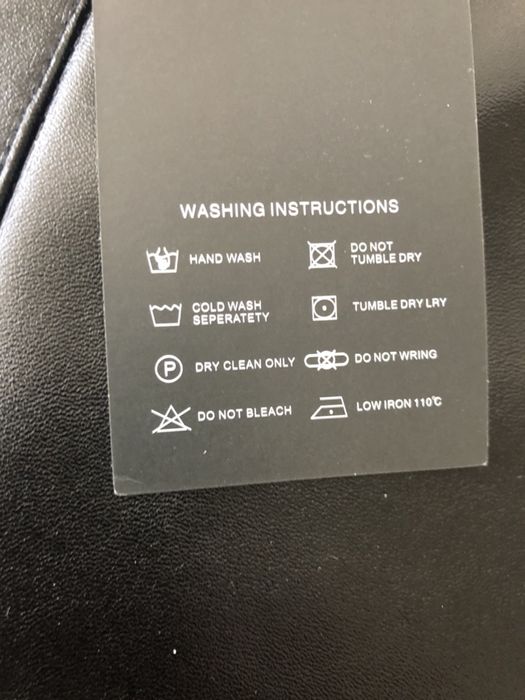 WASHING INSTRUCTIONS
HAND WASH
DO NOT
TUMBLE DRY
COLD WASH
SEPERATETY
TUMBLE DRY LRY
P
DRY CLEAN ONLY
DO NOT WRING
DO NOT BLEACH
LOW IRON 110℃